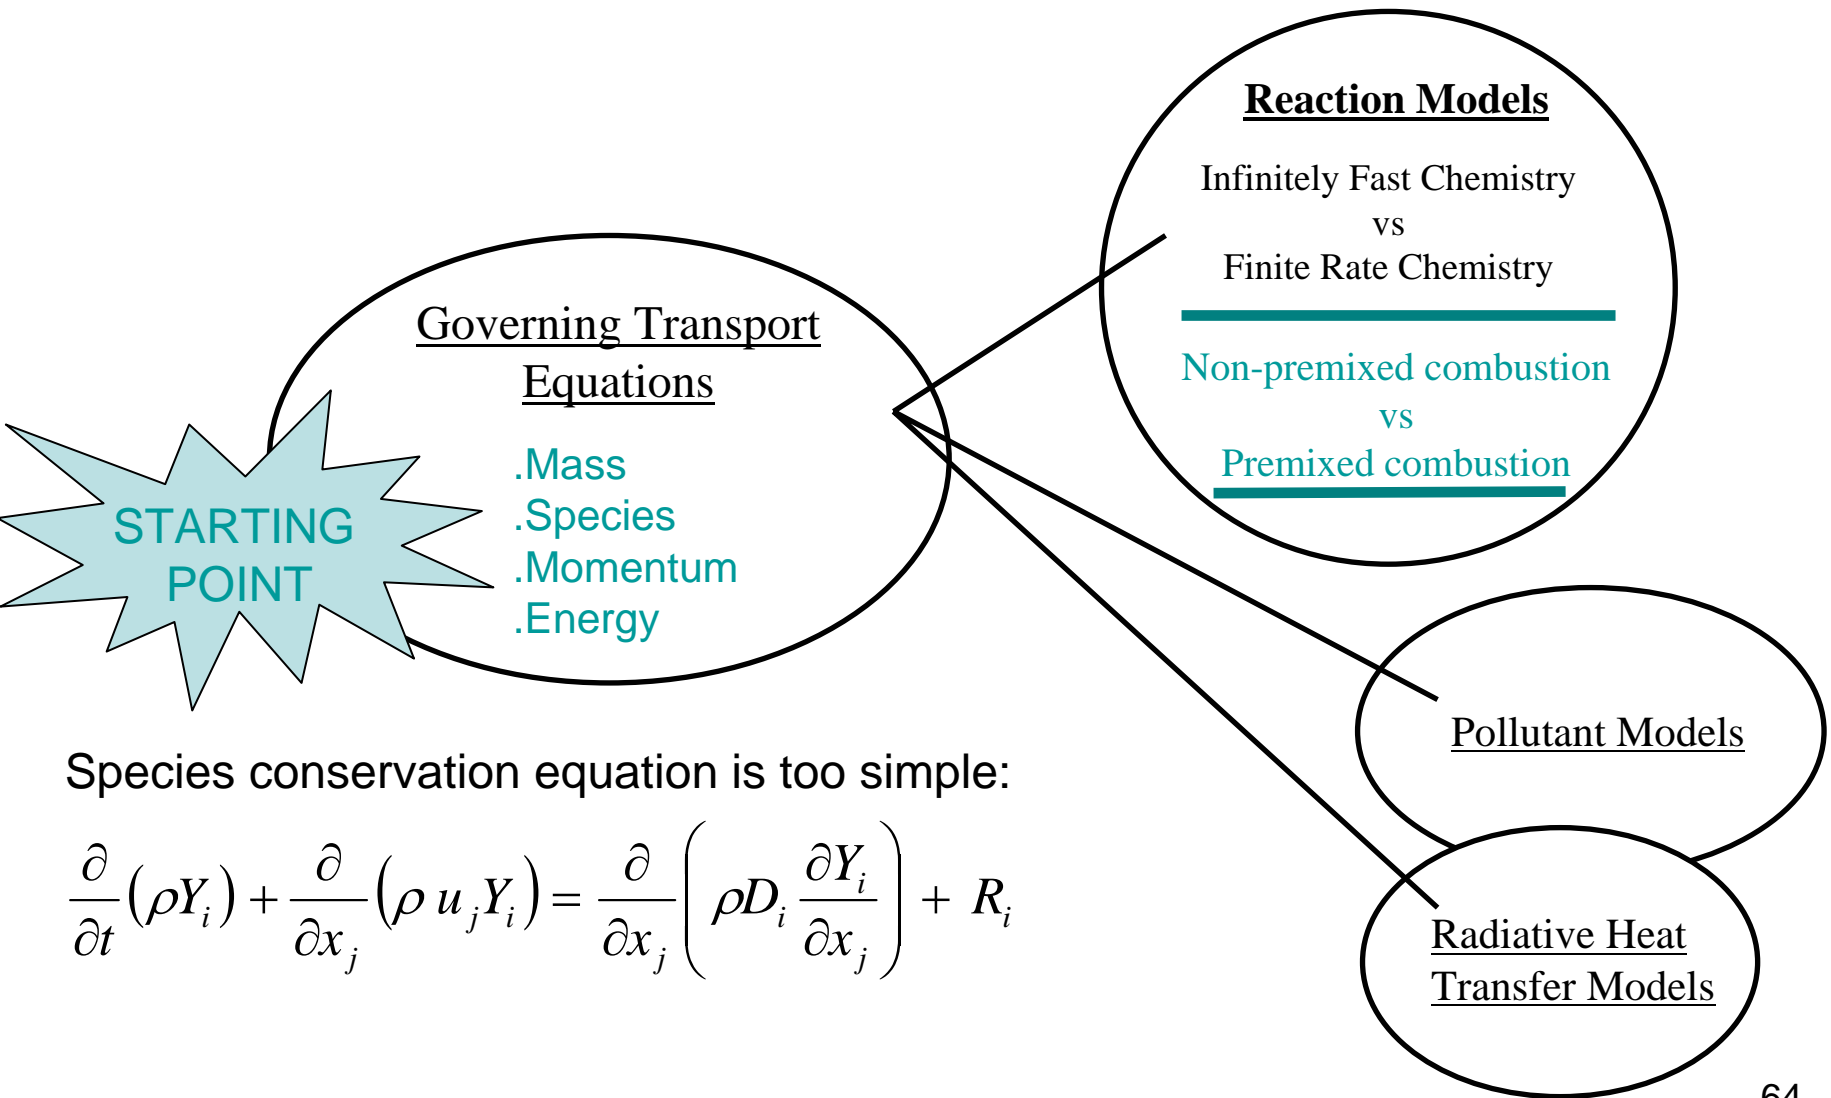 Reaction Models
Infinitely Fast Chemistry
vs
Finite Rate Chemistry
Non-premixed combustion
vs
Premixed combustion
Governing Transport
Equations
.Mass
.Species
.Momentum
.Energy
STARTING
POINT
Pollutant Models
Radiative Heat
Transfer Models
Species conservation equation is too simple:
∂/∂t (ρY_i) + ∂/∂x_j (ρ u_j Y_i) = ∂/∂x_j (ρD_i ∂Y_i/∂x_j) + R_i
64